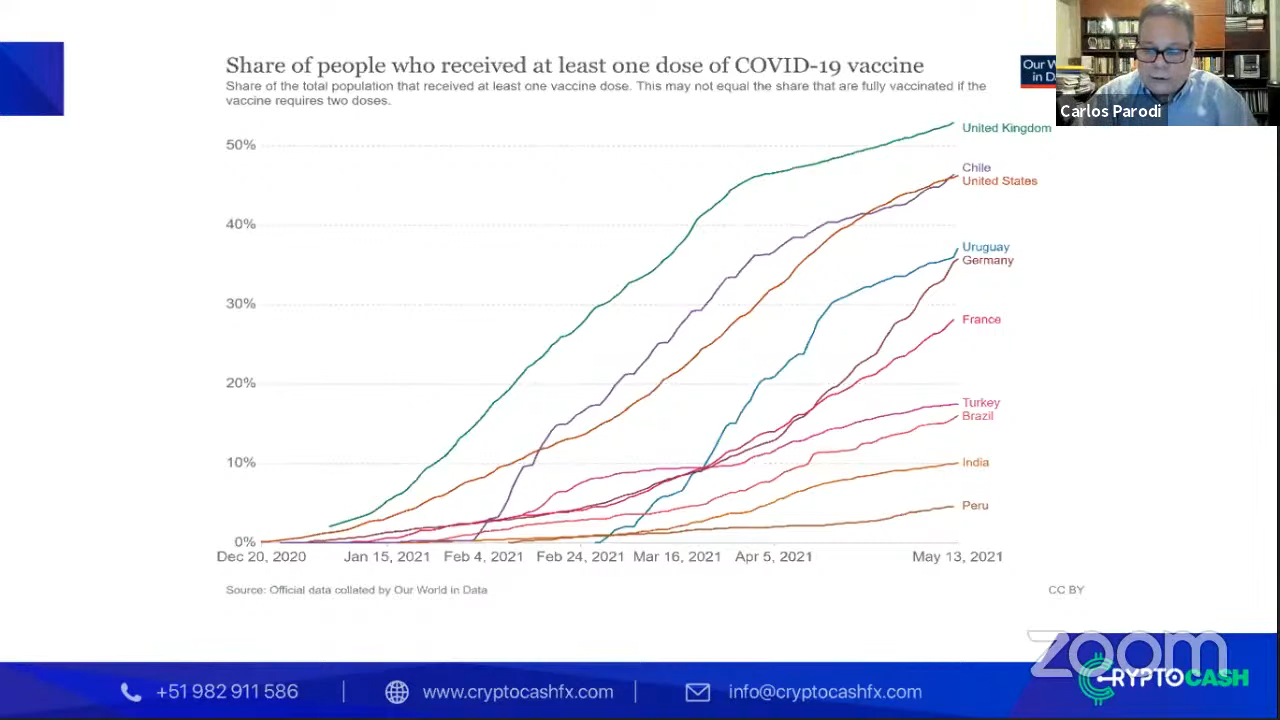 Share of people who received at least one dose of COVID-19 vaccine
Share of the total population that received at least one vaccine dose. This may not equal the share that are fully vaccinated if the
vaccine requires two doses.
Our W
in Da
Carlos Parodi
50%
40%
30%
20%
10%
0%
United Kingdom
Chile
United States
Uruguay
Germany
France
Turkey
Brazil
India
Peru
Dec 20, 2020
Jan 15, 2021
Feb 4, 2021
Feb 24, 2021
Mar 16, 2021
Apr 5, 2021
May 13, 2021
Source: Official data collated by Our World in Data
CC BY
zoom
+51 982 911 586
www.cryptocashfx.com
info@cryptocashfx.com
CRYPTOCASH